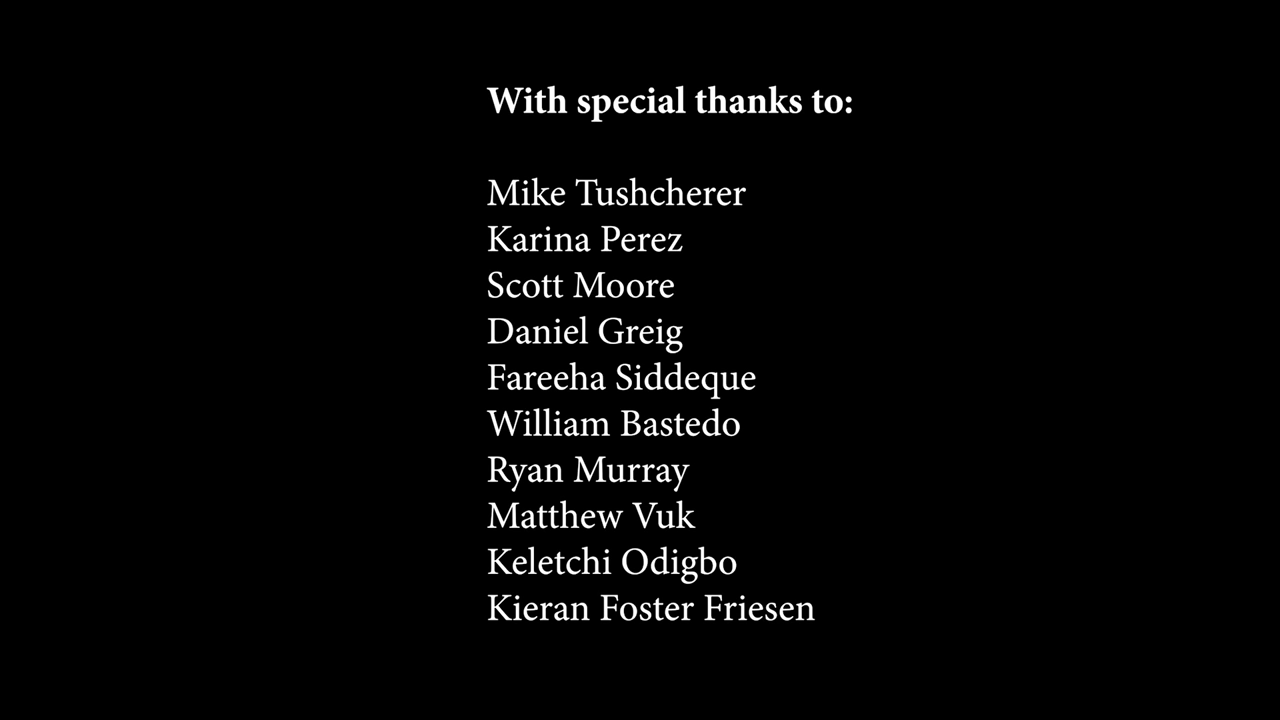 With special thanks to:
Mike Tushcherer
Karina Perez
Scott Moore
Daniel Greig
Fareeha Siddeque
William Bastedo
Ryan Murray
Matthew Vuk
Keletchi Odigbo
Kieran Foster Friesen